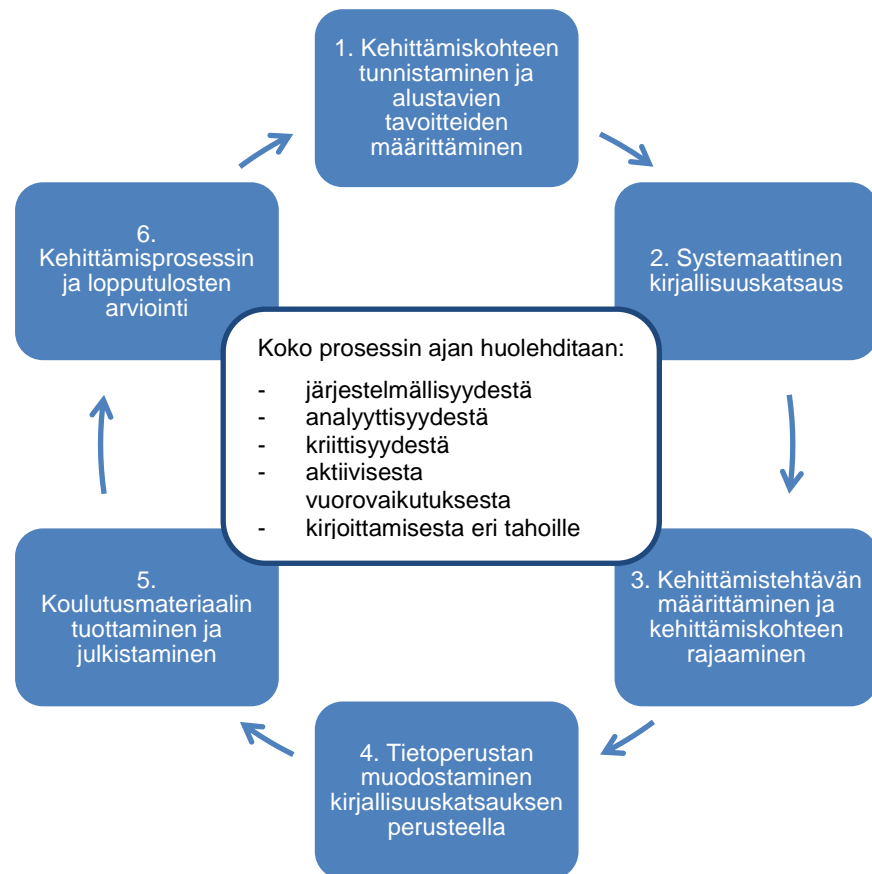 1. Kehittämiskohteen
tunnistaminen ja
alustavien
tavoitteiden
määrittäminen
2. Systemaattinen
kirjallisuuskatsaus
3. Kehittämistehtävän
määrittäminen ja
kehittämiskohteen
rajaaminen
4. Tietoperustan
muodostaminen
kirjallisuuskatsauksen
perusteella
5.
Koulutusmateriaalin
tuottaminen ja
julkistaminen
6.
Kehittämisprosessin
ja lopputulosten
arviointi
Koko prosessin ajan huolehditaan:
- järjestelmällisyydestä
- analyyttisyydestä
- kriittisyydestä
- aktiivisesta
vuorovaikutuksesta
- kirjoittamisesta eri tahoille